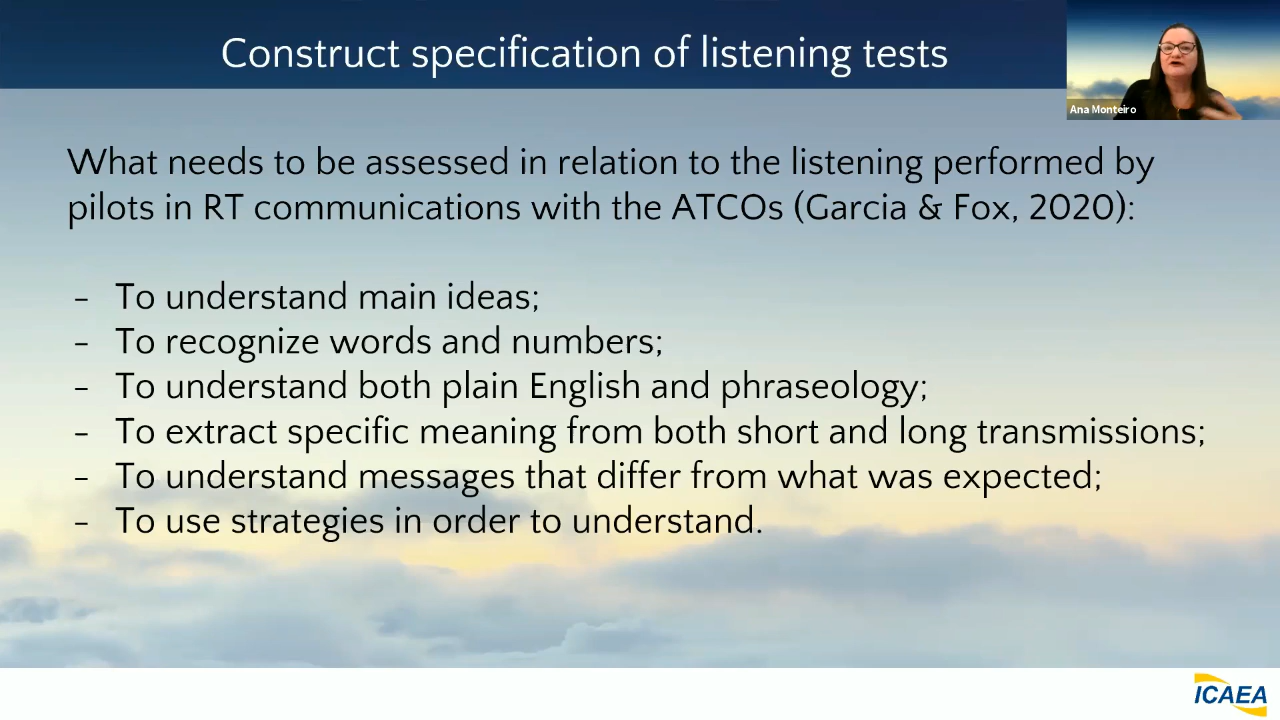 Construct specification of listening tests
Ana Monteiro
What needs to be assessed in relation to the listening performed by
pilots in RT communications with the ATCOs (Garcia & Fox, 2020):
- To understand main ideas;
- To recognize words and numbers;
- To understand both plain English and phraseology;
- To extract specific meaning from both short and long transmissions;
- To understand messages that differ from what was expected;
- To use strategies in order to understand.
ICAEA